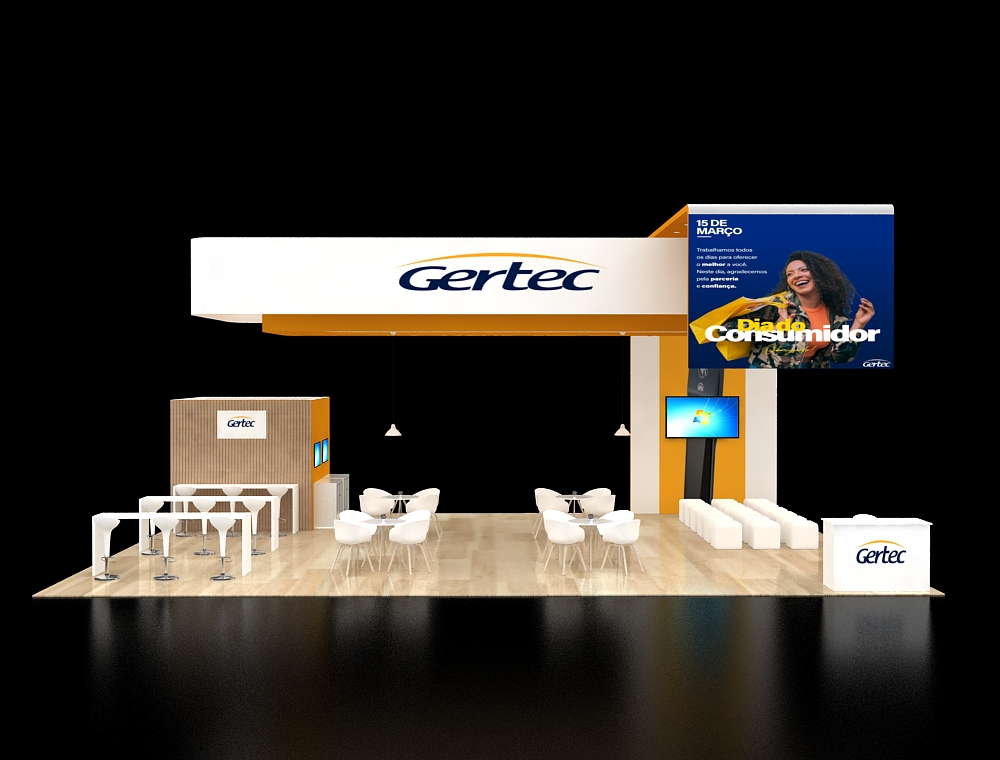 Gertec
15 DE
MARÇO
Trabalhamos todos
os dias para oferecer
o melhor a você.
Neste dia, agradecemos
pela parceria
e confiança.
Dia do
Consumidor
Gertec
Gertec
Gertec